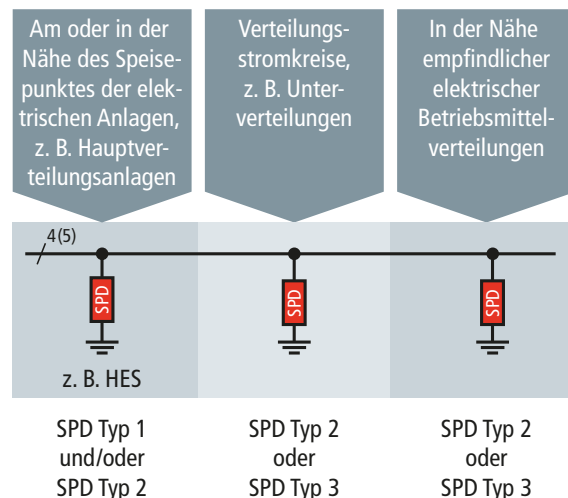 Am oder in der
Nähe des Speise-
punktes der elek-
trischen Anlagen,
z. B. Hauptver-
teilungsanlagen
Verteilungs-
stromkreise,
z. B. Unter-
verteilungen
In der Nähe
empfindlicher
elektrischer
Betriebsmittel-
verteilungen
4(5)
SPD
SPD
SPD
z. B. HES
SPD Typ 1
und/oder
SPD Typ 2
SPD Typ 2
oder
SPD Typ 3
SPD Typ 2
oder
SPD Typ 3